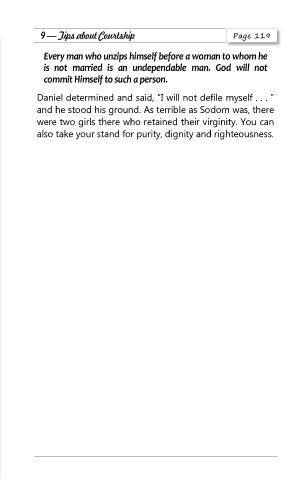 9 — Tips about Courtship Page 119
Every man who unzips himself before a woman to whom he
is not married is an undependable man. God will not
commit Himself to such a person.
Daniel determined and said, “I will not defile myself . . . ”
and he stood his ground. As terrible as Sodom was, there
were two girls there who retained their virginity. You can
also take your stand for purity, dignity and righteousness.